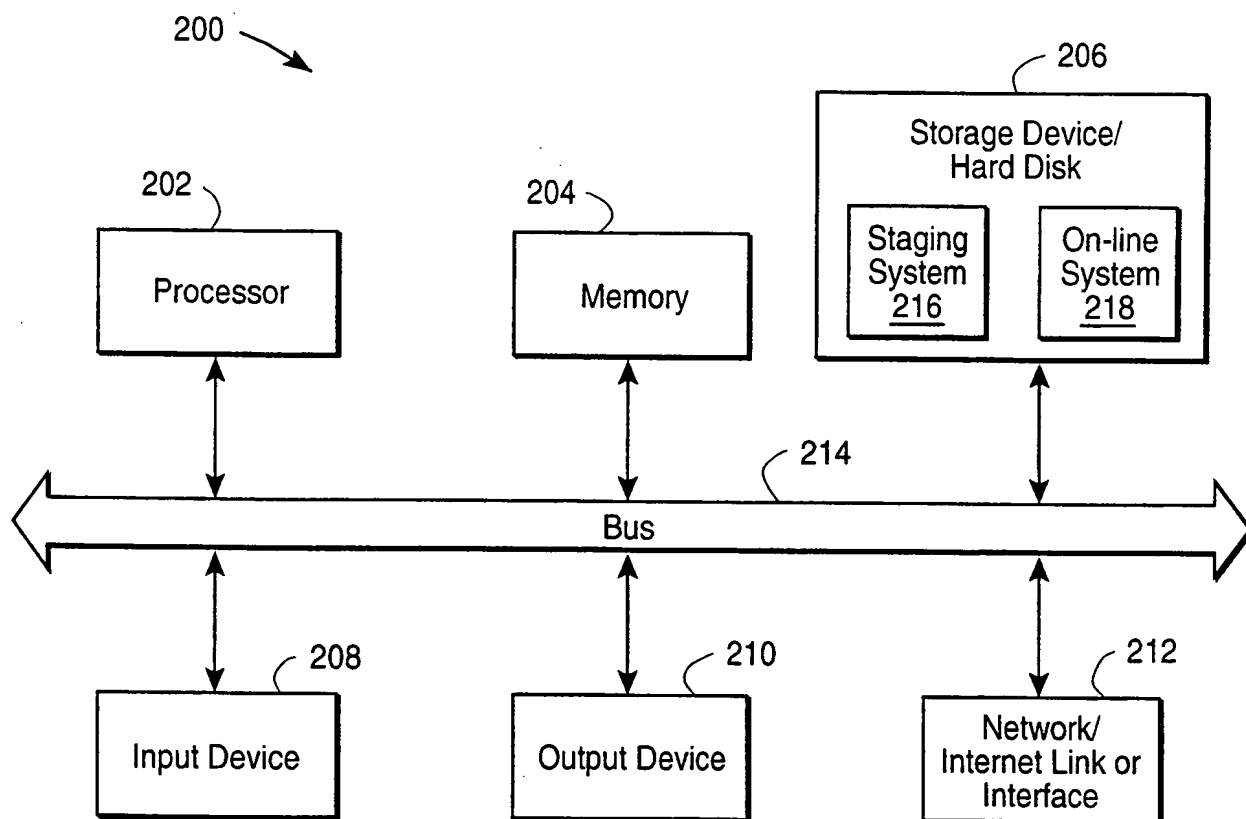 200
206
Storage Device/
Hard Disk
202
204
Staging
System
216
On-line
System
218
Processor
Memory
214
Bus
208
210
212
Input Device
Output Device
Network/
Internet Link or
Interface